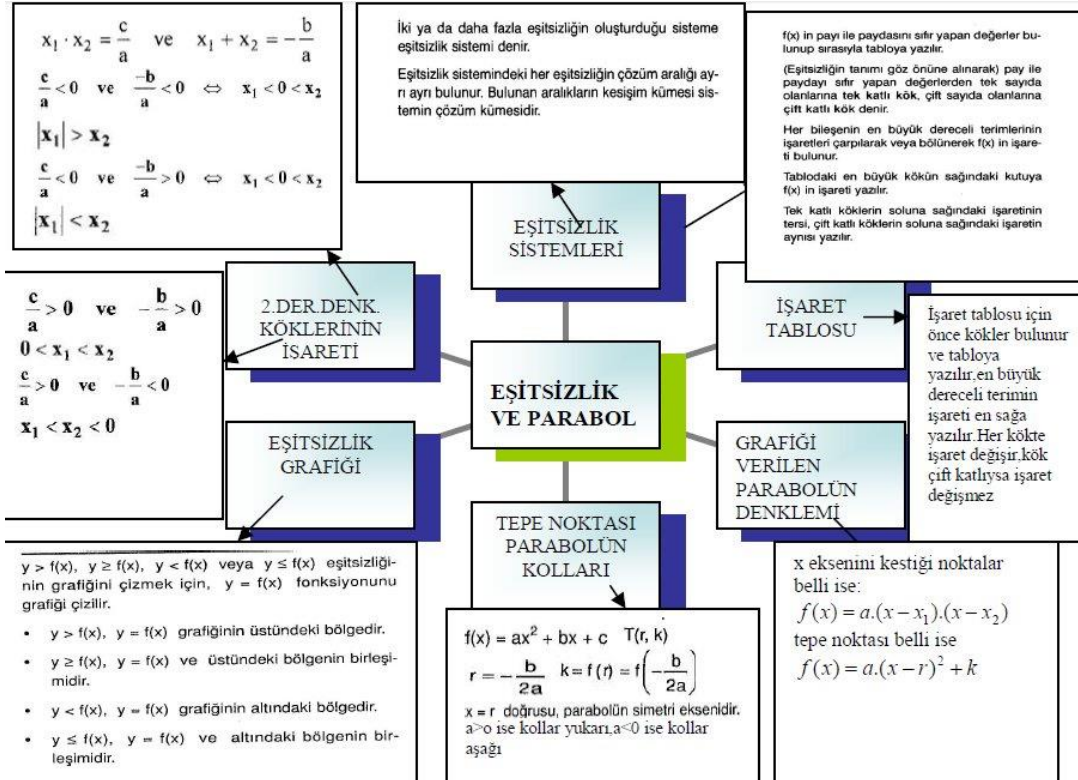 x₁ · x₂ = c/a ve x₁ + x₂ = -b/a
c/a < 0 ve -b/a < 0 ⇔ x₁ < 0 < x₂
|x₁| > x₂
c/a < 0 ve -b/a > 0 ⇔ x₁ < 0 < x₂
|x₁| < x₂
İki ya da daha fazla eşitsizliğin oluşturduğu sisteme
eşitsizlik sistemi denir.
Eşitsizlik sistemindeki her eşitsizliğin çözüm aralığı ay-
rı ayrı bulunur. Bulunan aralıkların kesişim kümesi sis-
temin çözüm kümesidir.
f(x) in payı ile paydasını sıfır yapan değerler bu-
lunup sırasıyla tabloya yazılır.
(Eşitsizliğin tanımı göz önüne alınarak) pay ile
paydayı sıfır yapan değerlerden tek sayıda
olanlarına tek katlı kök, çift sayıda olanlarına
çift katlı kök denir.
Her bileşenin en büyük dereceli terimlerinin
işaretleri çarpılarak veya bölünerek f(x) in işare-
ti bulunur.
Tablodaki en büyük kökün sağındaki kutuya
f(x) in işareti yazılır.
Tek katlı köklerin soluna sağındaki işaretinin
tersi, çift katlı köklerin soluna sağındaki işaretin
aynısı yazılır.
EŞİTSİZLİK
SİSTEMLERİ
2.DER.DENK.
KÖKLERİNİN
İŞARETİ
İŞARET
TABLOSU
c/a > 0 ve -b/a > 0
0 < x₁ < x₂
c/a > 0 ve -b/a < 0
x₁ < x₂ < 0
İşaret tablosu için
önce kökler bulunur
ve tabloya
yazılır,en büyük
dereceli terimin
işareti en sağa
yazılır.Her kökte
işaret değişir,kök
çift katlıysa işaret
değişmez
EŞİTSİZLİK
VE PARABOL
EŞİTSİZLİK
GRAFİĞİ
GRAFİĞİ
VERİLEN
PARABOLÜN
DENKLEMİ
TEPE NOKTASI
PARABOLÜN
KOLLARI
y > f(x), y ≥ f(x), y < f(x) veya y ≤ f(x) eşitsizliği-
nin grafiğini çizmek için, y = f(x) fonksiyonunu
grafiği çizilir.
• y > f(x), y = f(x) grafiğinin üstündeki bölgedir.
• y ≥ f(x), y = f(x) ve üstündeki bölgenin birleşi-
midir.
• y < f(x), y = f(x) grafiğinin altındaki bölgedir.
• y ≤ f(x), y = f(x) ve altındaki bölgenin bir-
leşimidir.
f(x) = ax² + bx + c T(r, k)
r = -b/2a k = f(r) = f(-b/2a)
x = r doğrusu, parabolün simetri eksenidir.
a>o ise kollar yukarı,a<0 ise kollar
aşağı
x eksenini kestiği noktalar
belli ise:
f(x) = a.(x-x₁).(x-x₂)
tepe noktası belli ise
f(x) = a.(x-r)² + k